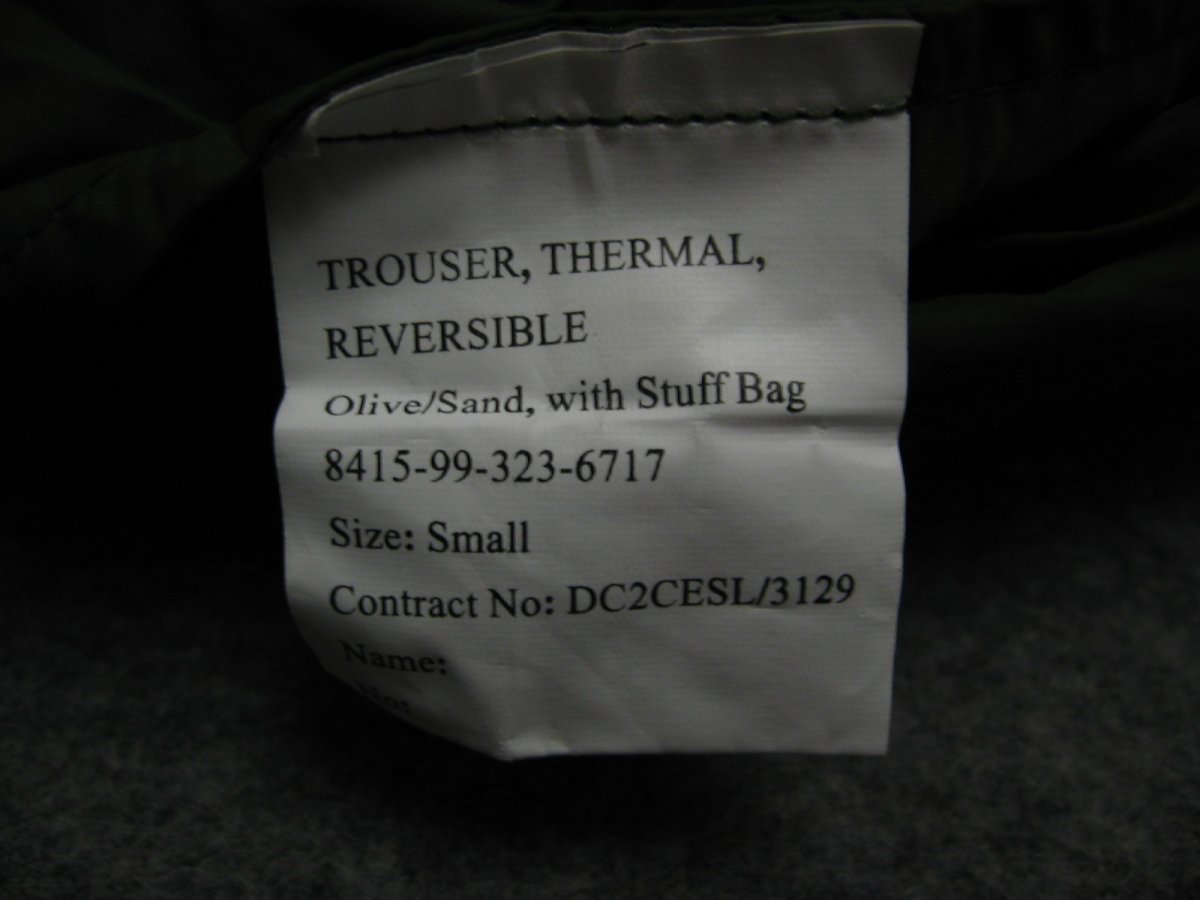 TROUSER, THERMAL,
REVERSIBLE
Olive/Sand, with Stuff Bag
8415-99-323-6717
Size: Small
Contract No: DC2CESL/3129
Name:
No: